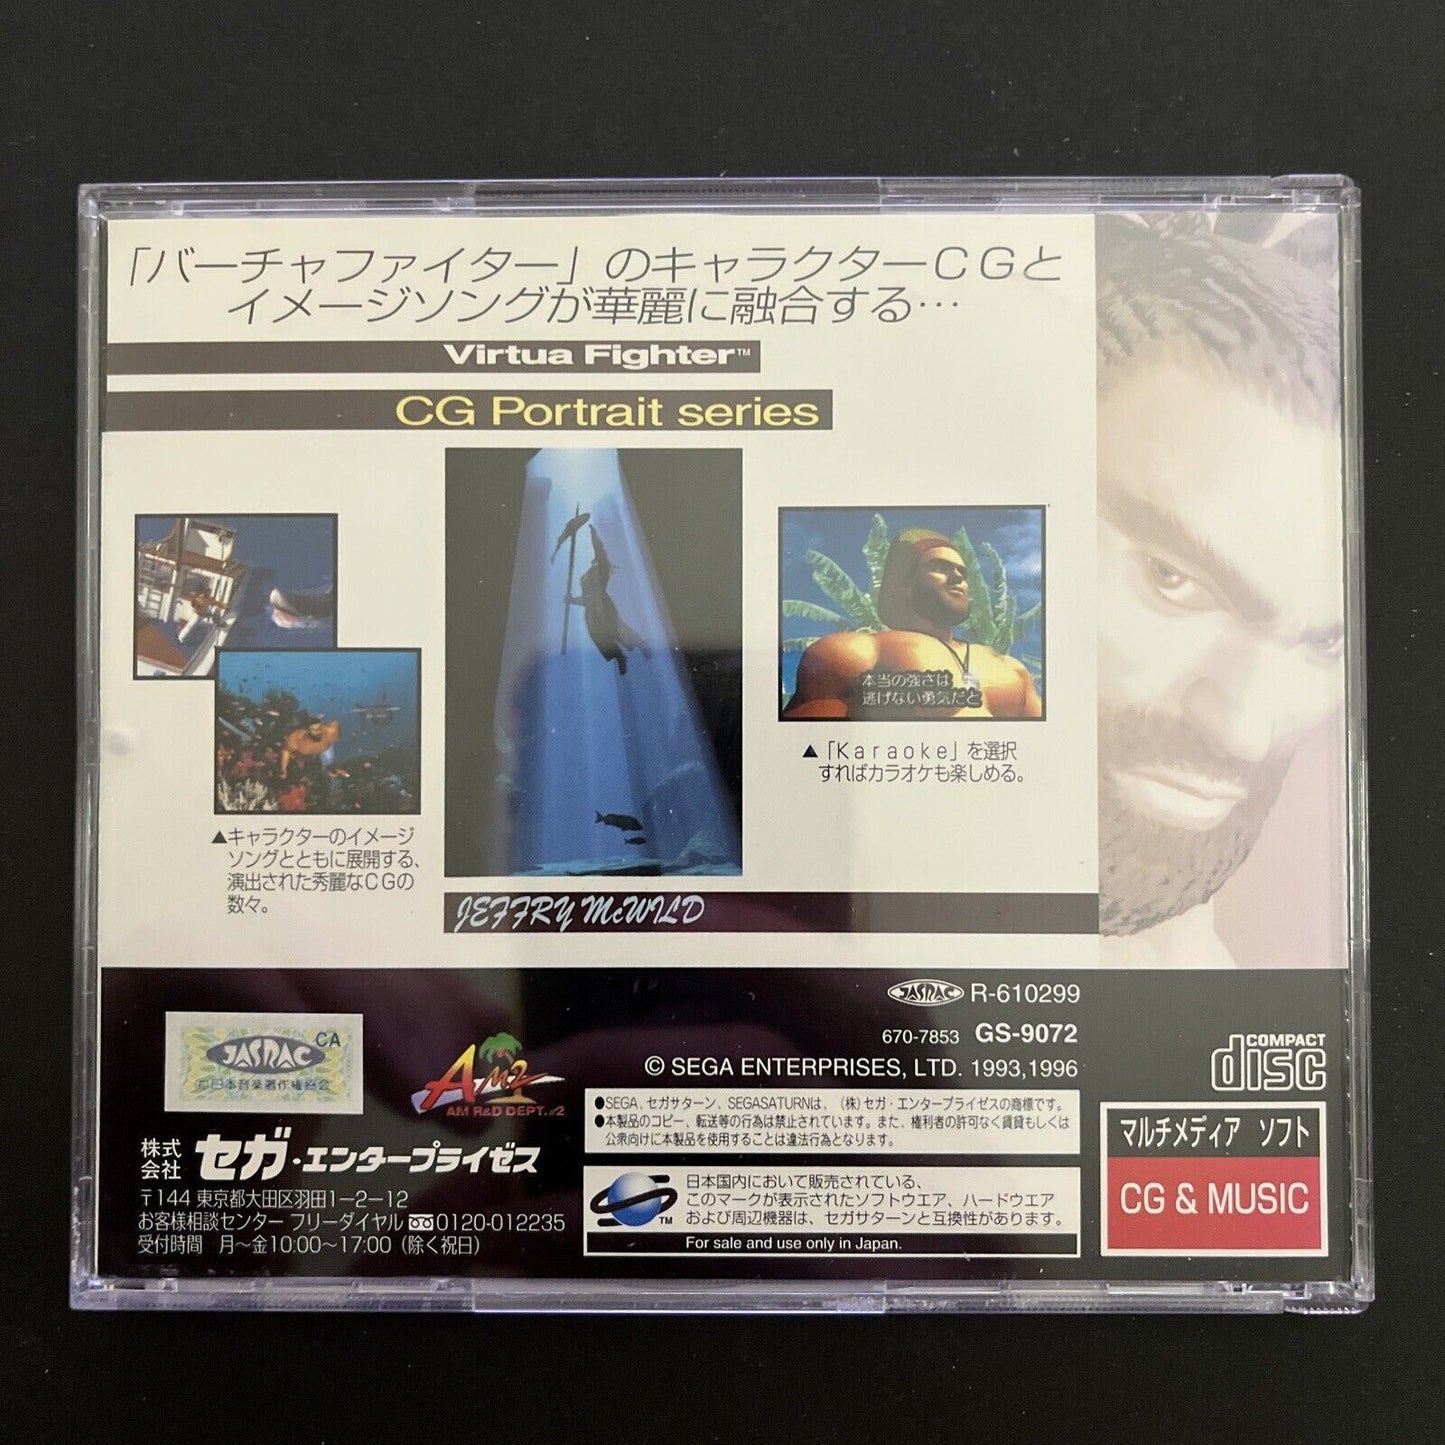 「バーチャファイター」のキャラクターCGと
イメージソングが華麗に融合する…
Virtua Fighter™
CG Portrait series
本当の強さは
逃げない勇気だと
▲「Karaoke」を選択
すればカラオケも楽しめる。
▲キャラクターのイメージ
ソングとともに展開する、
演出された秀麗なCGの
数々。
JEFFRY McWILD
JASRAC R-610299
670-7853 GS-9072
© SEGA ENTERPRISES, LTD. 1993,1996
COMPACT
disc
CA
JASRAC
日本音楽著作権協会
AM2
AM R&D DEPT.#2
●SEGA、セガサターン、SEGASATURNは、(株)セガ・エンタープライゼスの商標です。
●本製品のコピー、転送等の行為は禁止されています。また、権利者の許可なく賃貸もしくは
公衆向けに本製品を使用することは違法行為となります。
株式会社 セガ・エンタープライゼス
〒144 東京都大田区羽田1−2−12
お客様相談センター フリーダイヤル 0120-012235
受付時間 月〜金10:00〜17:00(除く祝日)
TM
日本国内において販売されている、
このマークが表示されたソフトウエア、ハードウエア
および周辺機器は、セガサターンと互換性があります。
For sale and use only in Japan.
マルチメディア ソフト
CG & MUSIC